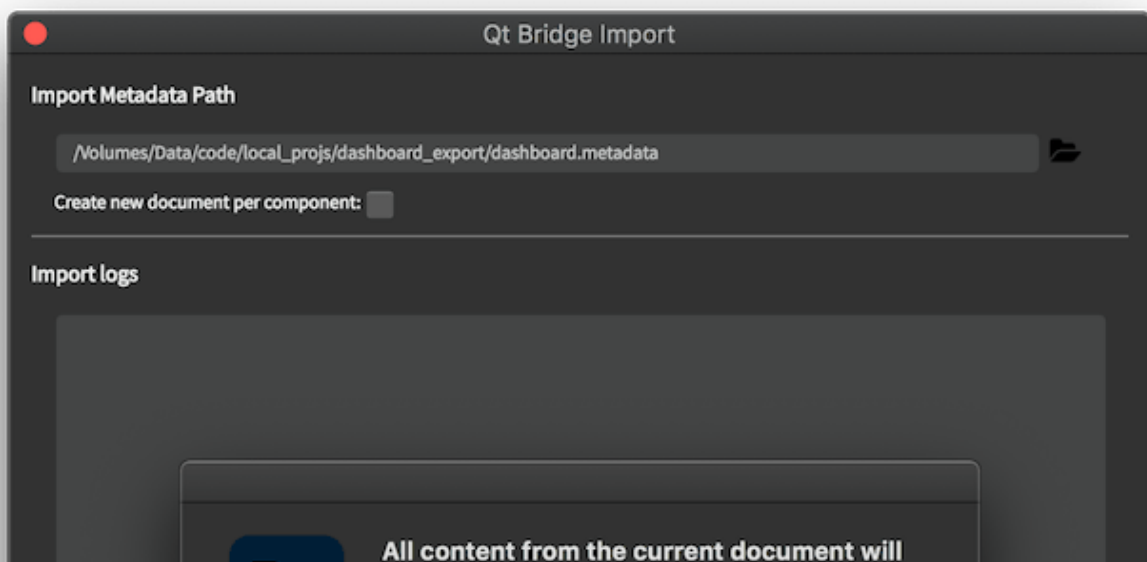 Qt Bridge Import
Import Metadata Path
/Volumes/Data/code/local_projs/dashboard_export/dashboard.metadata
Create new document per component:
Import logs
All content from the current document will